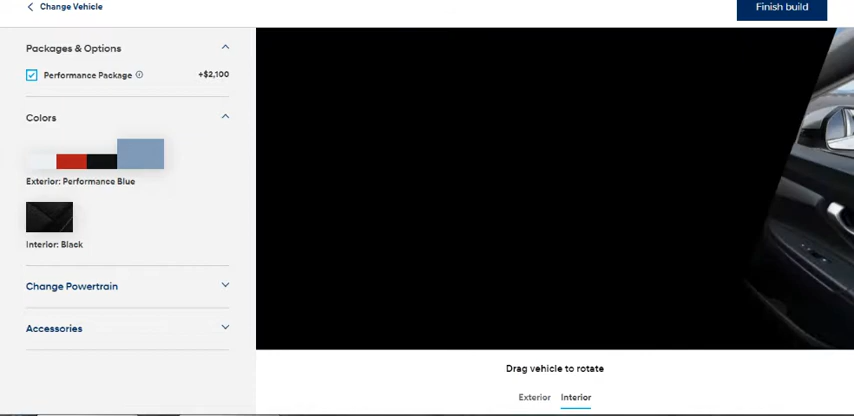 Change Vehicle
Finish build
Packages & Options
Performance Package +$2,100
Colors
Exterior: Performance Blue
Interior: Black
Change Powertrain
Accessories
Drag vehicle to rotate
Exterior Interior